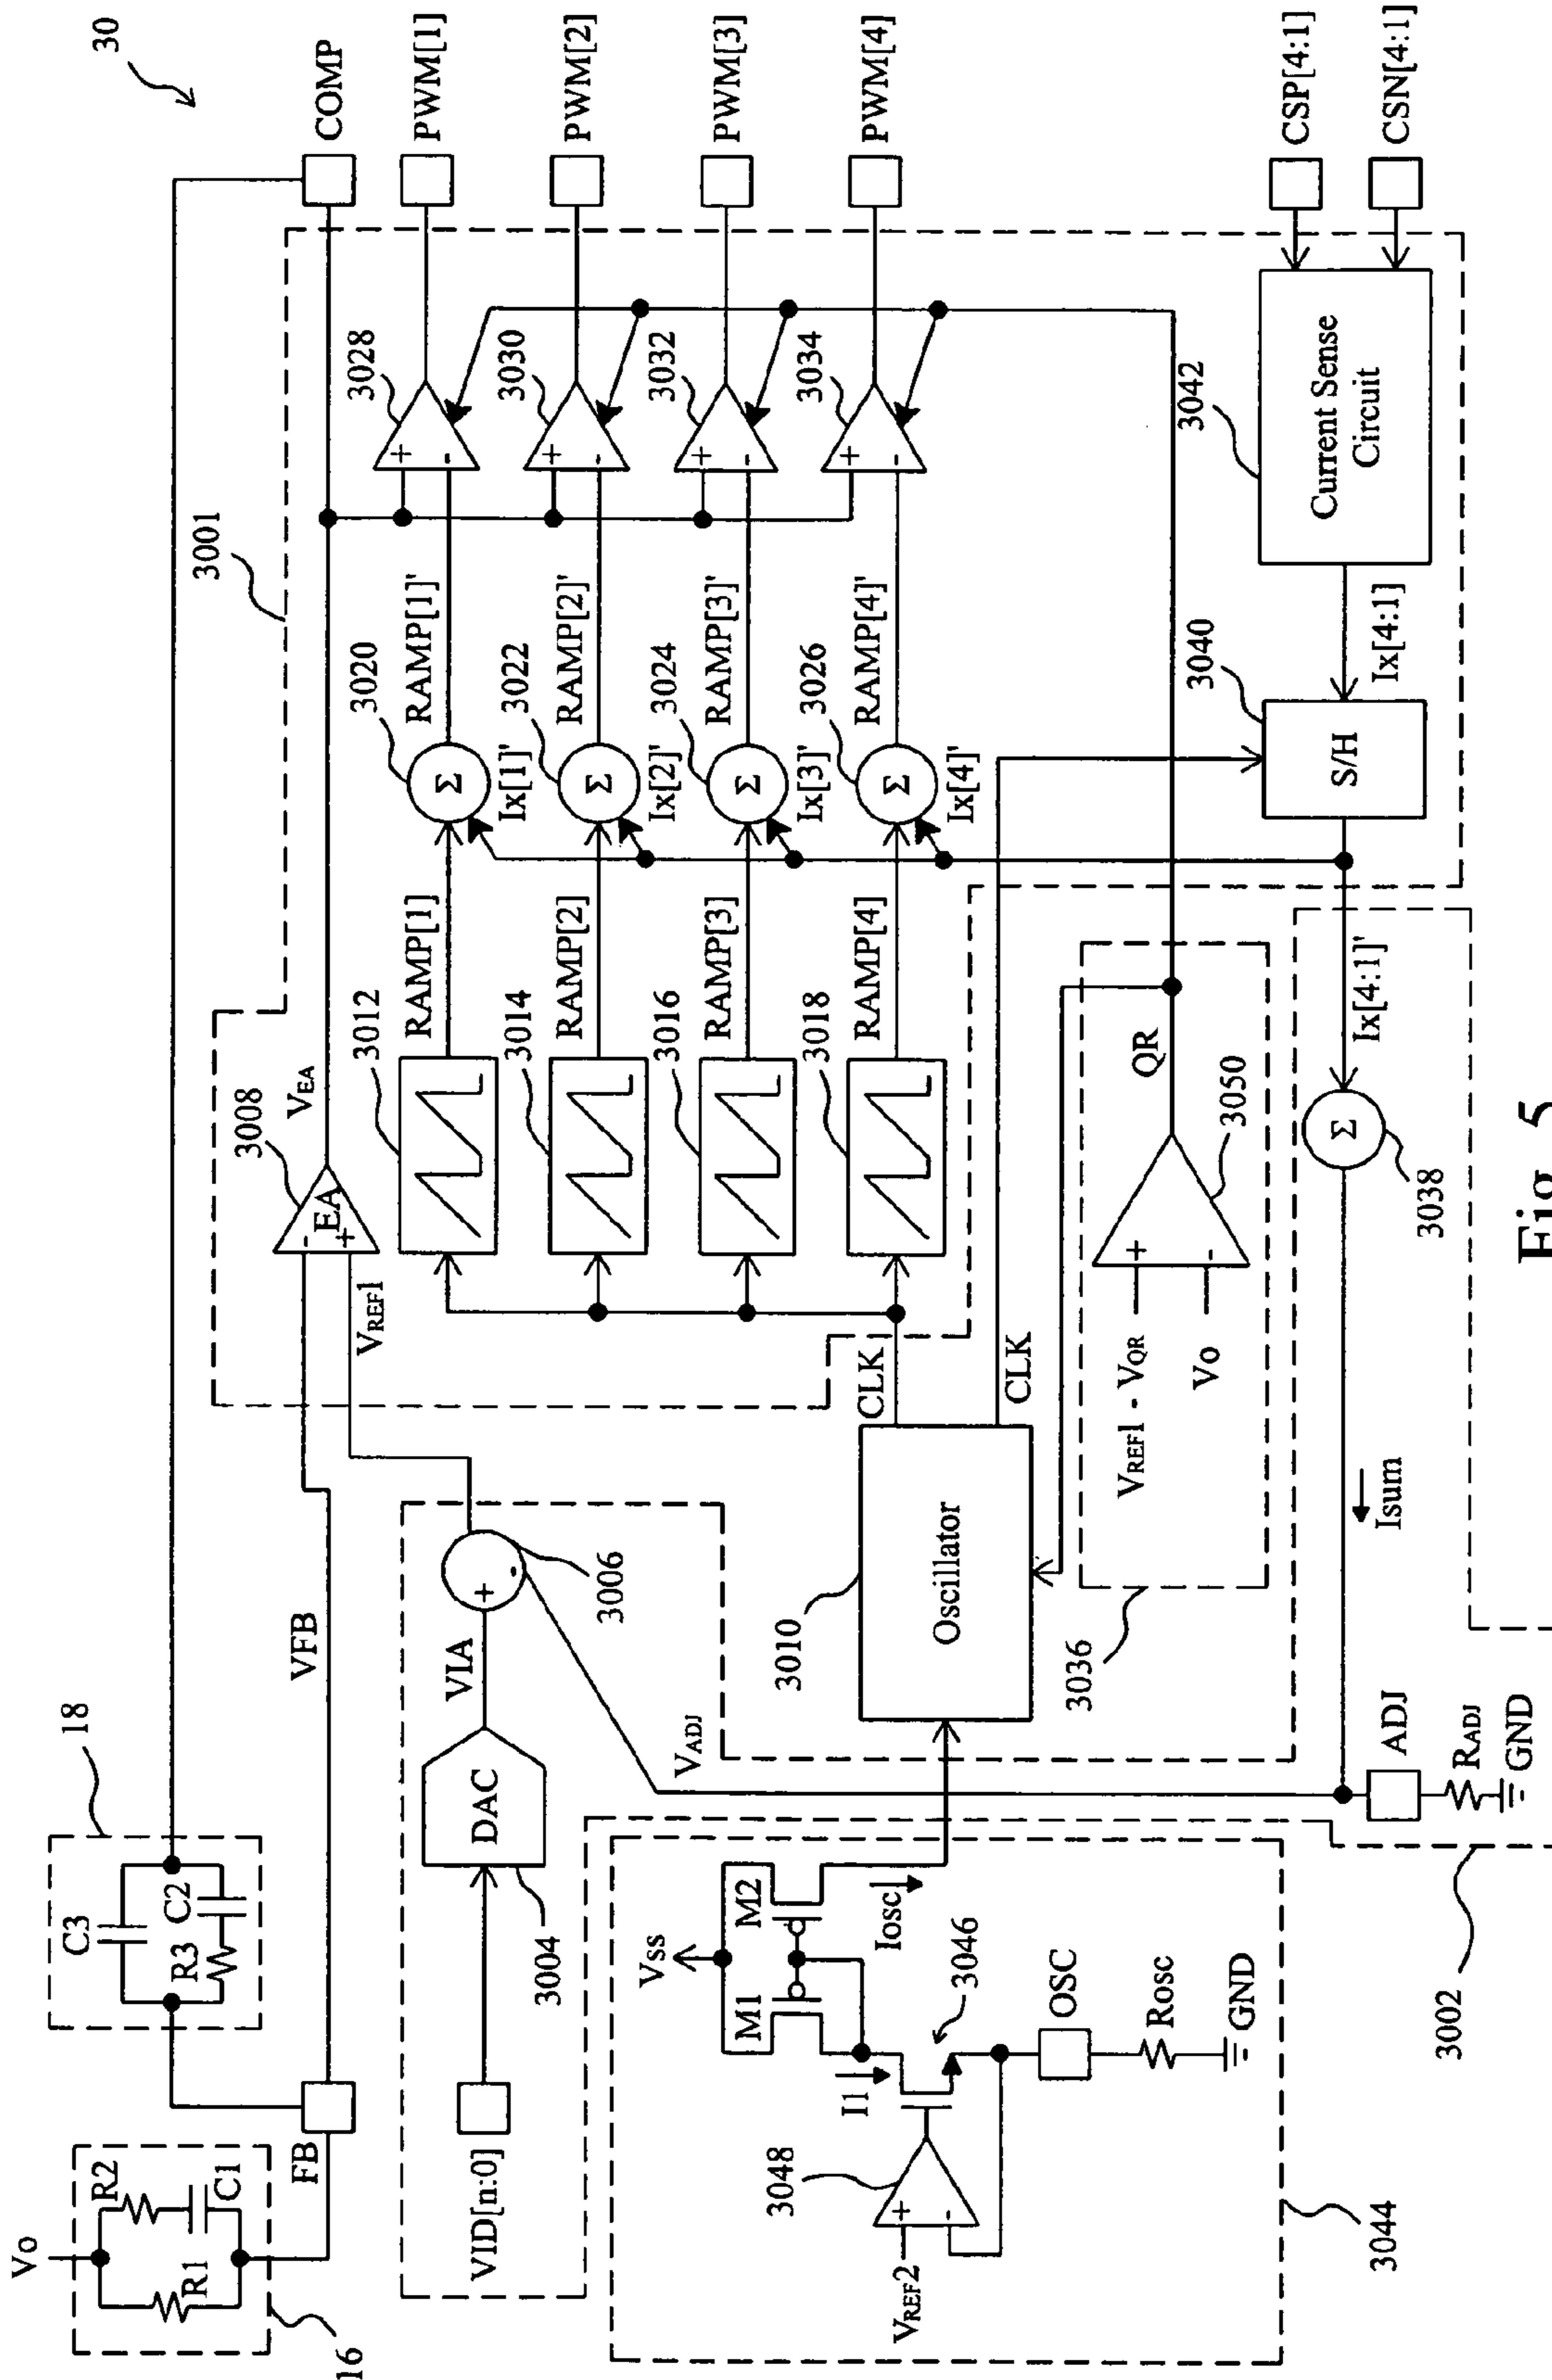 30
Vo
16
R2
C1
R1
FB
18
C3
C2
R3
VFB
VREF1
3008
EA
-
+
VEA
3001
COMP
PWM[1]
PWM[2]
PWM[3]
PWM[4]
VID[n:0]
3004
DAC
VIA
+
-
3006
VADJ
3012
RAMP[1]
3020
Σ
Ix[1]'
RAMP[1]'
3028
+
-
3014
RAMP[2]
3022
Σ
Ix[2]'
RAMP[2]'
3030
+
-
3016
RAMP[3]
3024
Σ
Ix[3]'
RAMP[3]'
3032
+
-
3018
RAMP[4]
3026
Σ
Ix[4]'
RAMP[4]'
3034
+
-
Vss
M1
M2
Iosc
I1
3046
3048
+
-
VREF2
OSC
Rosc
GND
3044
3002
3010
Oscillator
CLK
CLK
3036
VREF1 - VQR
Vo
+
-
3050
QR
3040
S/H
Ix[4:1]
3042
Current Sense
Circuit
CSP[4:1]
CSN[4:1]
Ix[4:1]'
Σ
3038
Isum
ADJ
RADJ
GND
Fig. 5